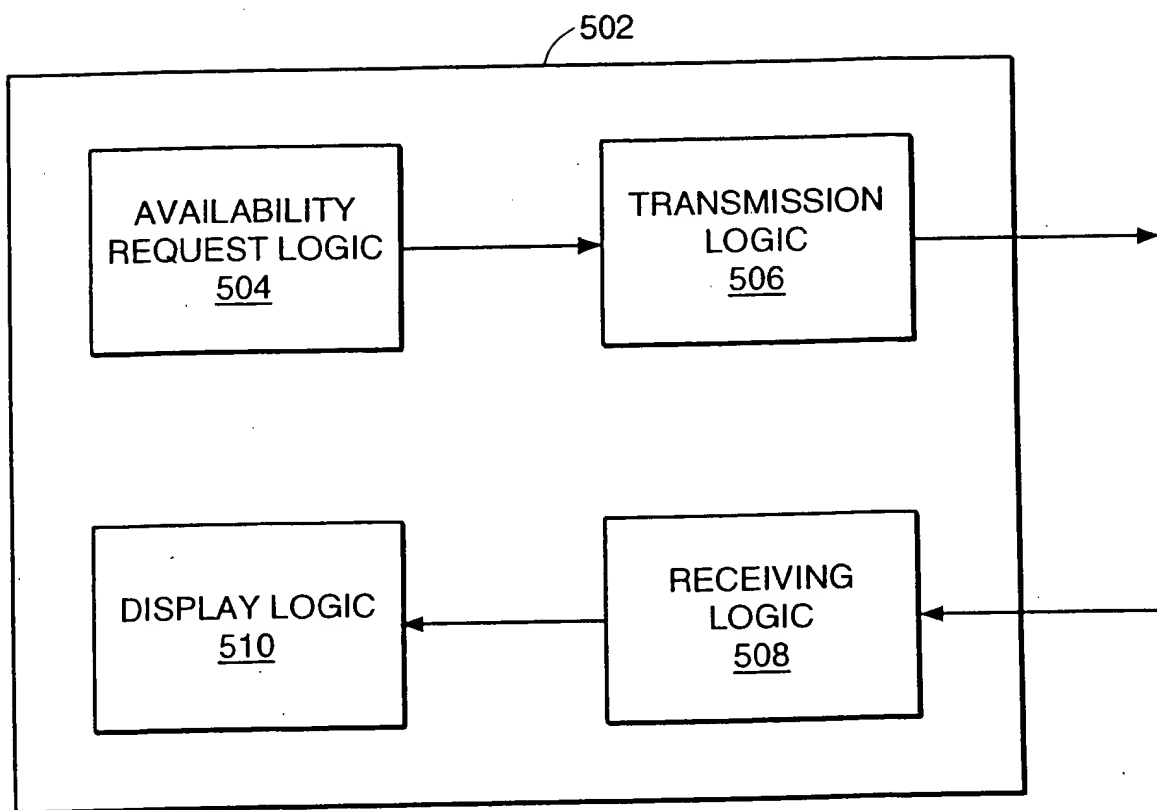 502
AVAILABILITY
REQUEST LOGIC
504
TRANSMISSION
LOGIC
506
DISPLAY LOGIC
510
RECEIVING
LOGIC
508